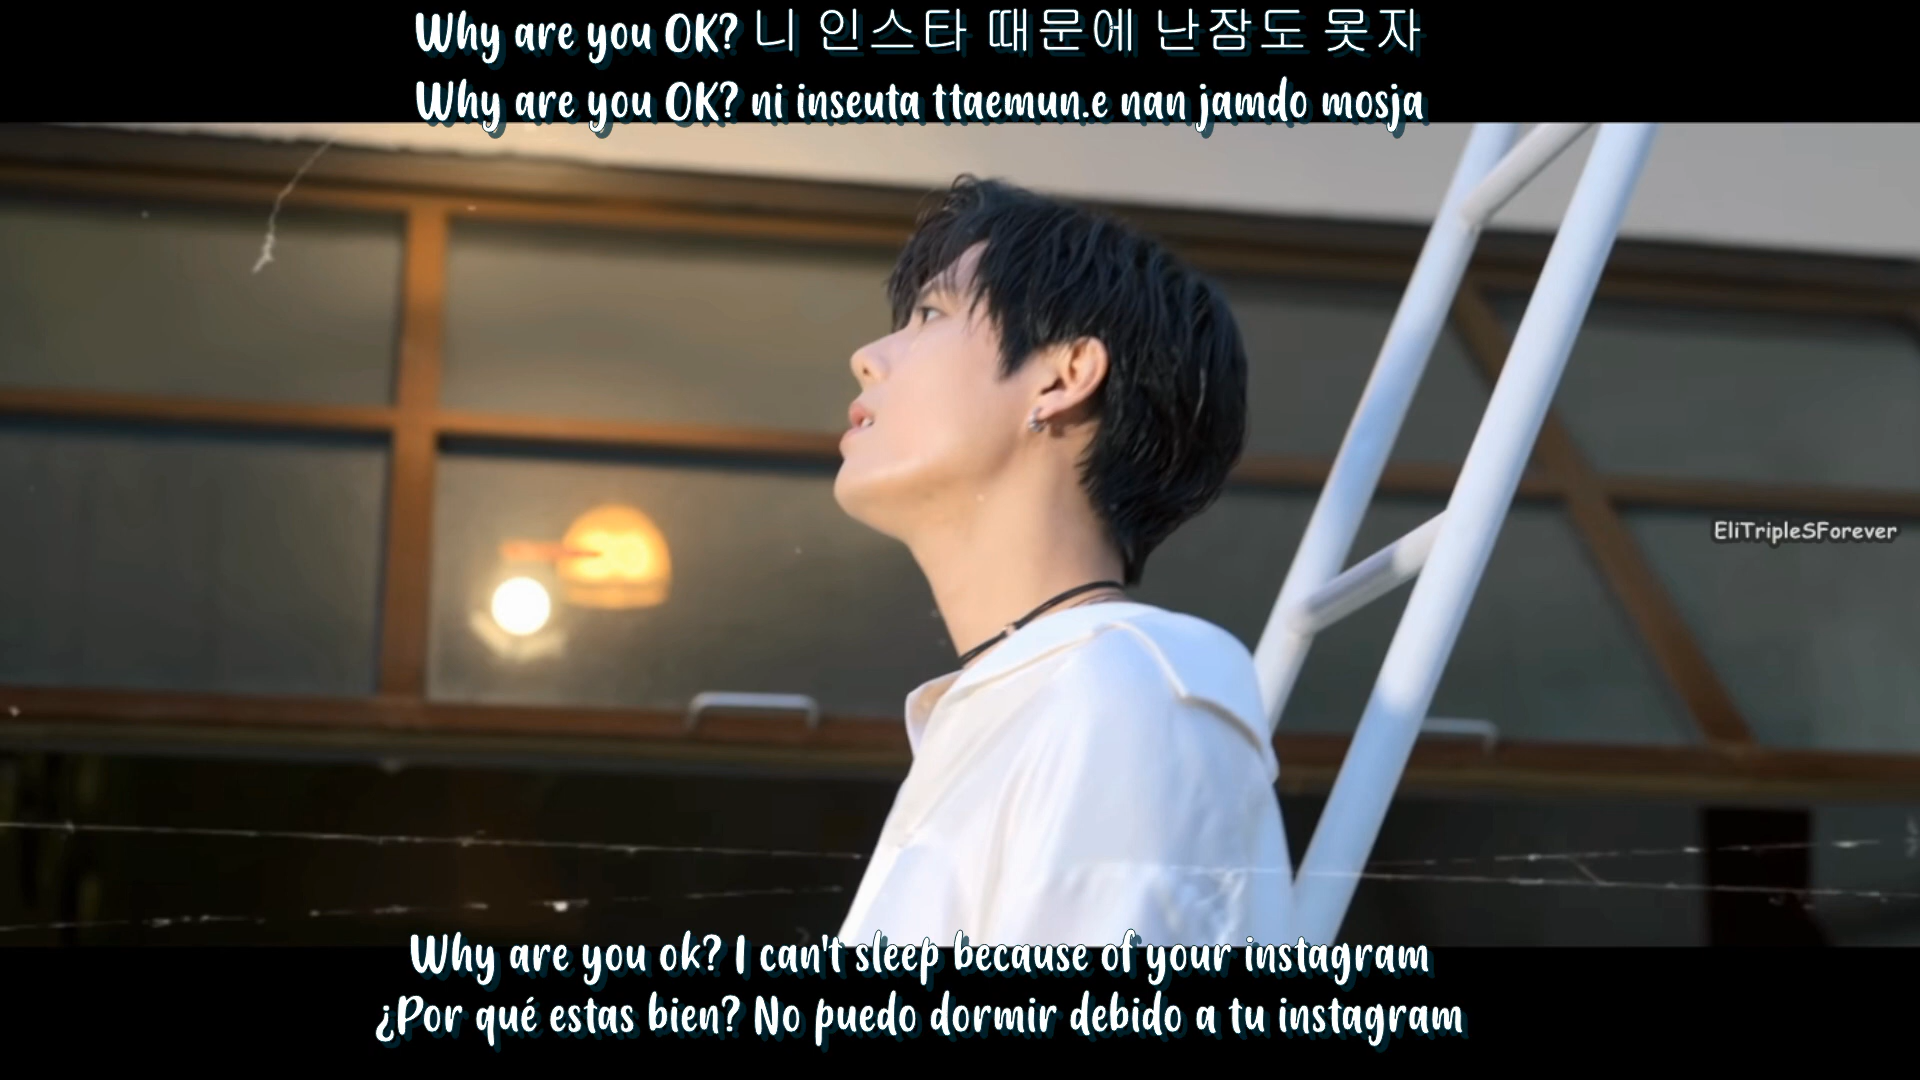 Why are you OK? 니 인스타 때문에 난잠도 못자
Why are you OK? ni inseuta ttaemun.e nan jamdo mosja
EliTripleSForever
Why are you ok? I can't sleep because of your instagram
¿Por qué estas bien? No puedo dormir debido a tu instagram